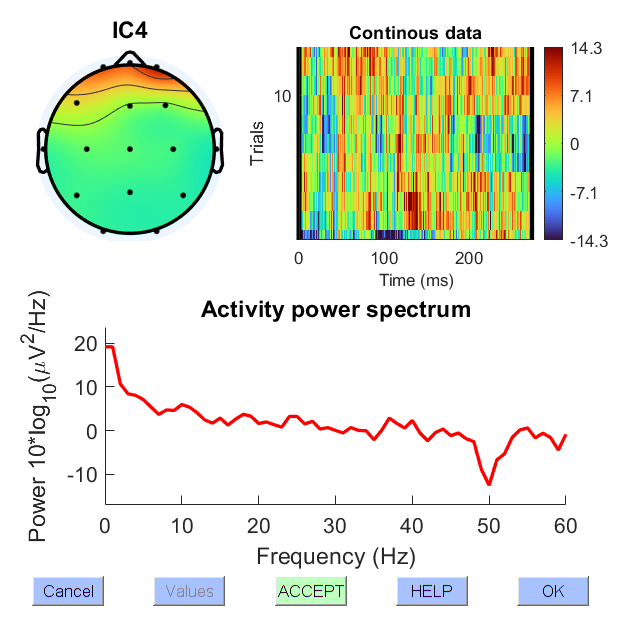 IC4
Continous data
Trials
10
14.3
7.1
0
-7.1
-14.3
0 100 200
Time (ms)
Activity power spectrum
Power 10*log10(μV2/Hz)
20
10
0
-10
0 10 20 30 40 50 60
Frequency (Hz)
Cancel Values ACCEPT HELP OK